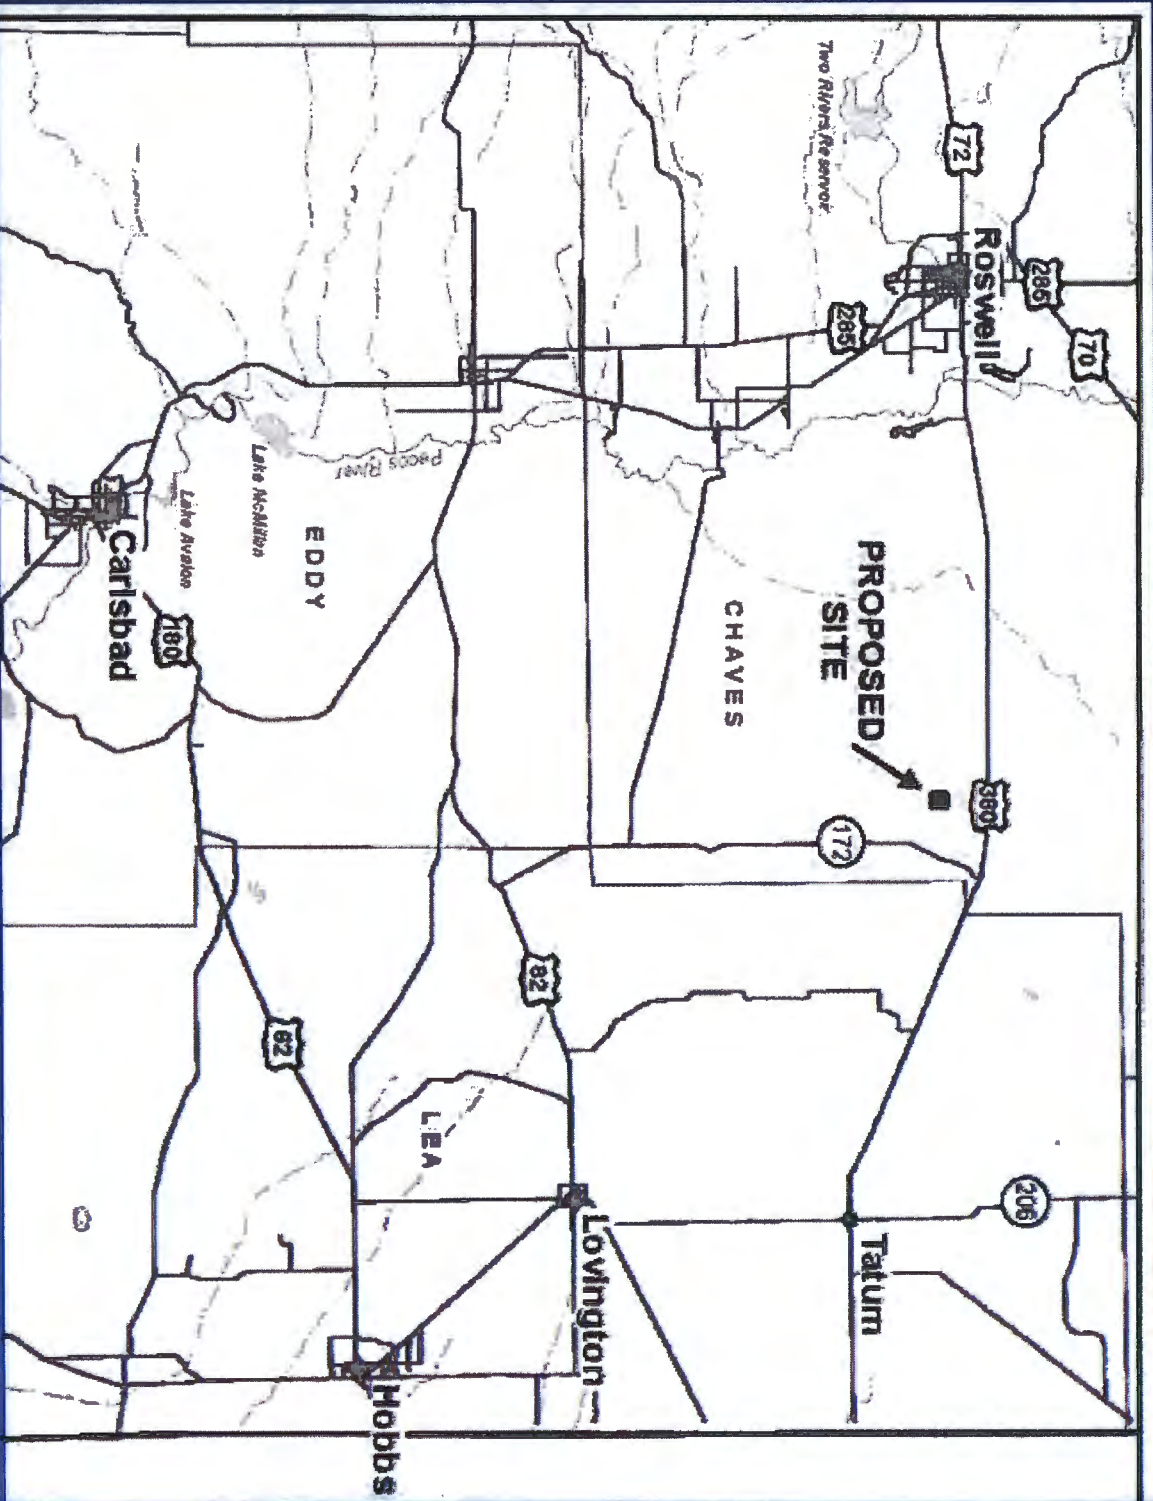 Two Rivers Reservoir
72
Roswell
285
70
285
PROPOSED
SITE
380
CHAVES
172
206
Tatum
Pecos River
Lake McMillan
Lake Avalon
EDDY
Carlsbad
180
82
62
LEA
Lovington
Hobbs